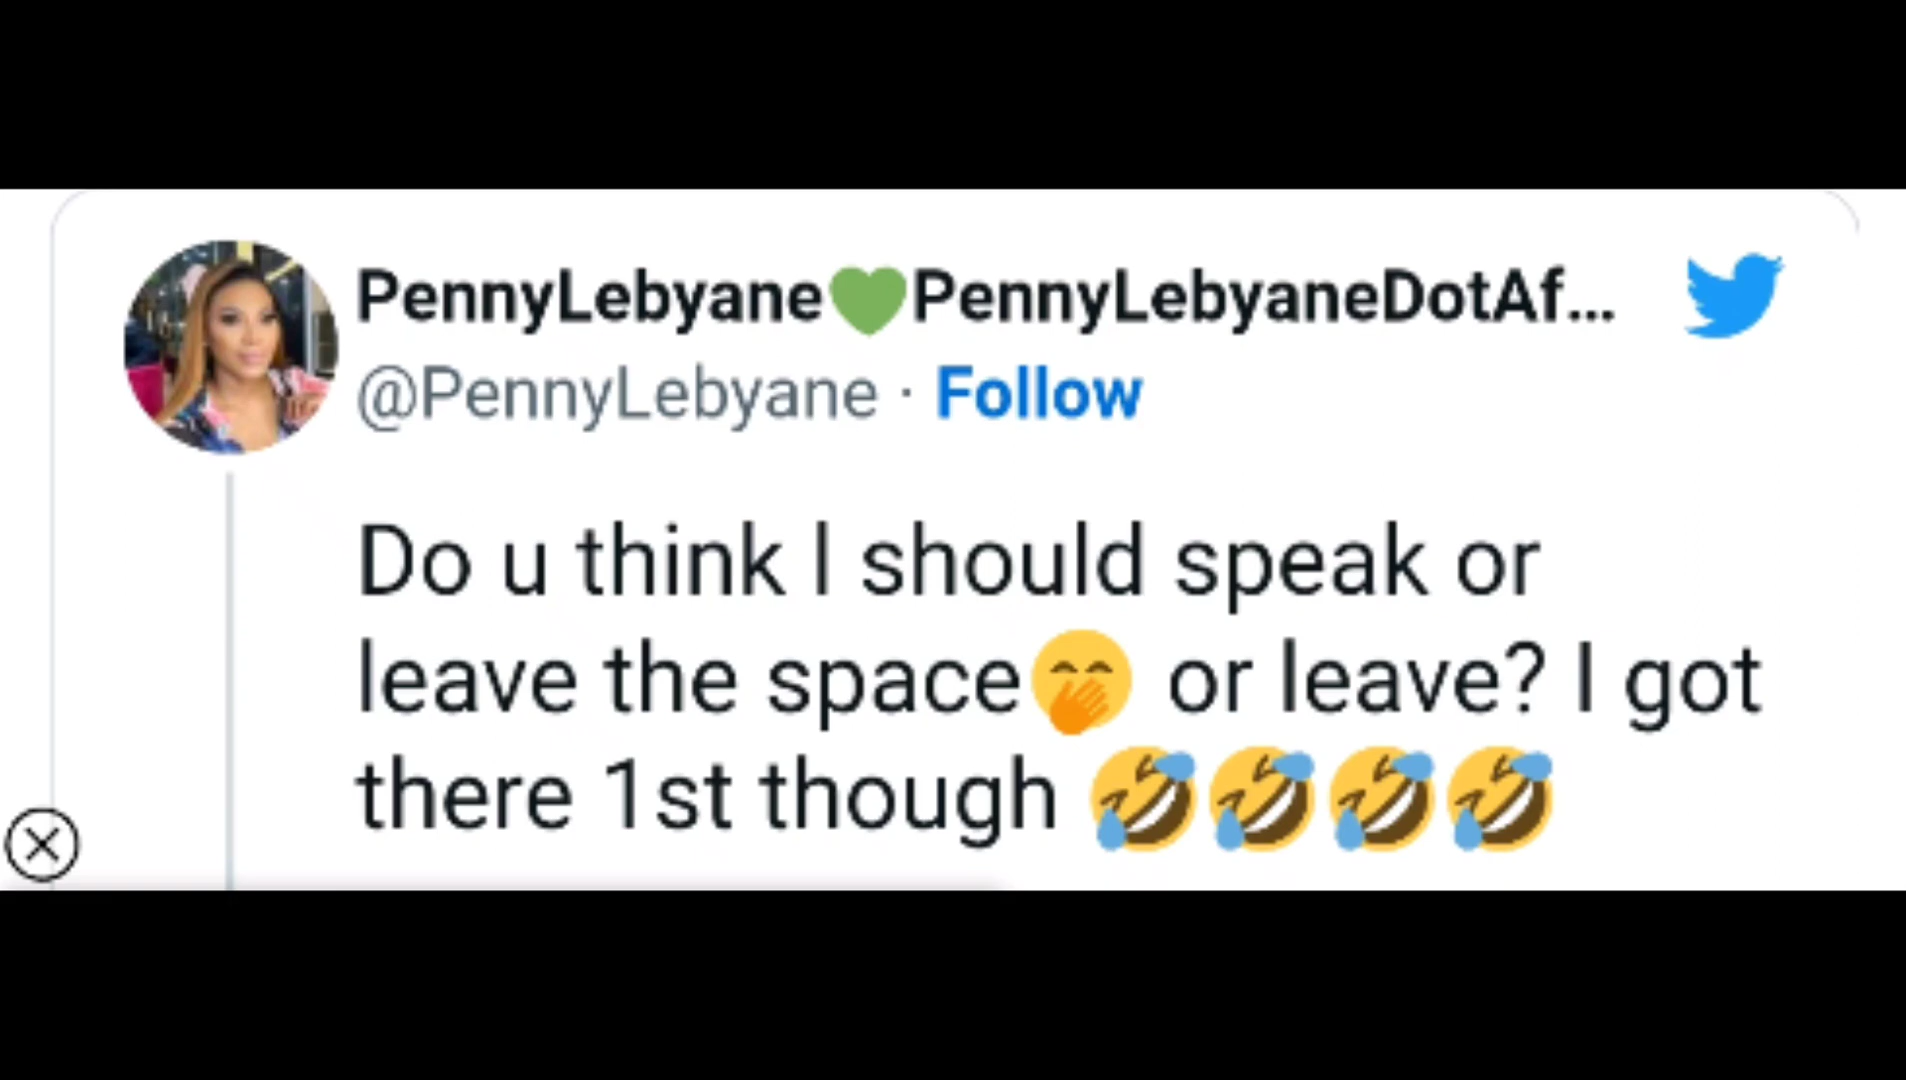 PennyLebyane💚PennyLebyaneDotAf...
@PennyLebyane · Follow
Do u think I should speak or
leave the space🤭 or leave? I got
there 1st though 🤣🤣🤣🤣